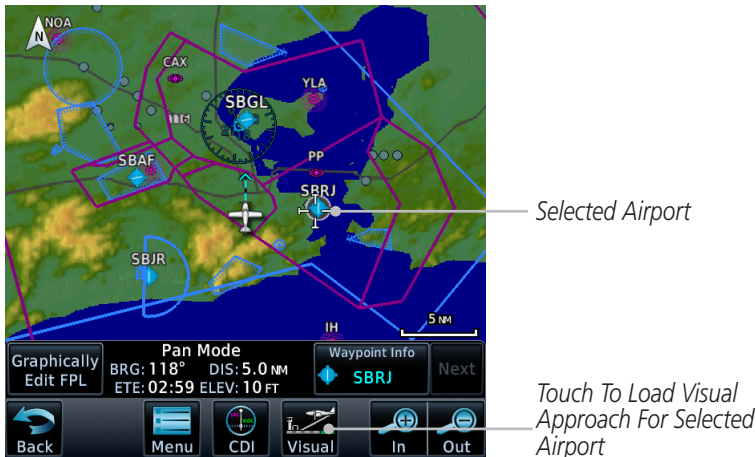 NOA
N
CAX
YLA
SBGL
116
PP
SBAF
SBRJ
Selected Airport
SBJR
IH
5 NM
Graphically
Edit FPL
Pan Mode
BRG: 118° DIS: 5.0 NM
ETE: 02:59 ELEV: 10 FT
Waypoint Info
SBRJ
Next
Touch To Load Visual
Approach For Selected
Airport
Back
Menu
GPS
VLOC
CDI
Visual
In
Out